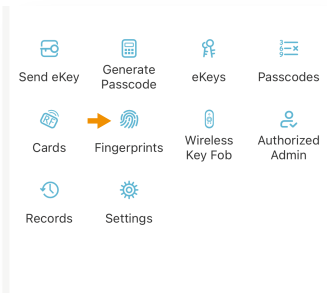 Send eKey
Generate
Passcode
eKeys
Passcodes
Cards
Fingerprints
Wireless
Key Fob
Authorized
Admin
Records
Settings